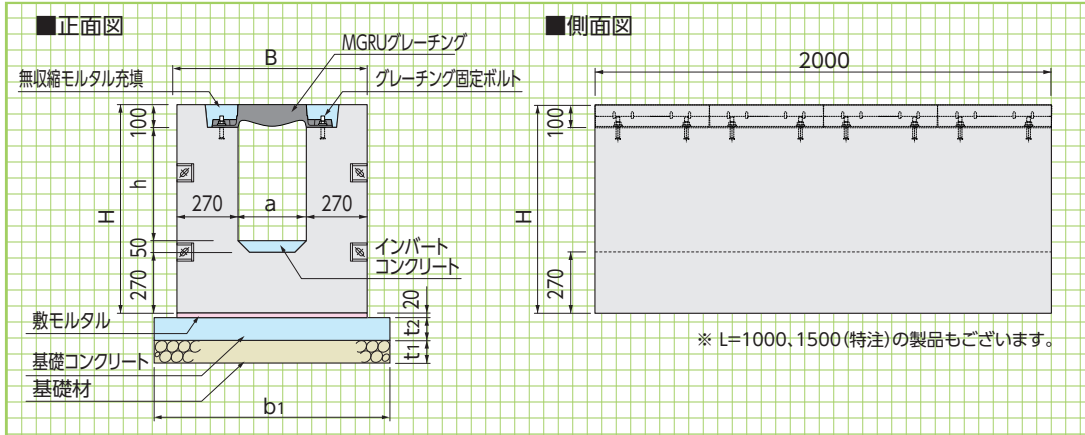 ■正面図
B
MGRUグレーチング
無収縮モルタル充填
グレーチング固定ボルト
100
h
H
270
a
270
50
インバート
コンクリート
270
20
敷モルタル
t2
基礎コンクリート
t1
基礎材
b1
■側面図
2000
100
H
270
※ L=1000、1500(特注)の製品もございます。